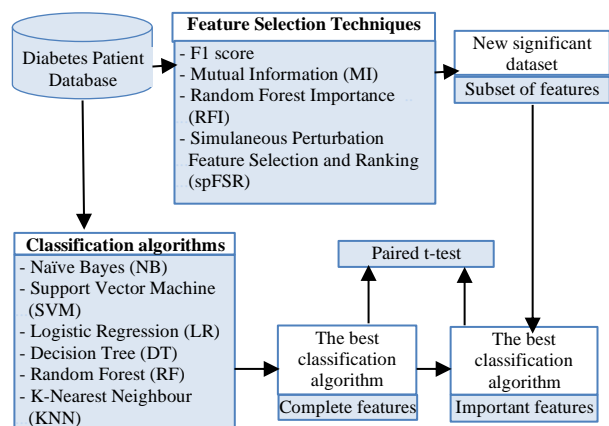 Diabetes Patient
Database
Feature Selection Techniques
- F1 score
- Mutual Information (MI)
- Random Forest Importance
(RFI)
- Simultaneous Perturbation
Feature Selection and Ranking
(spFSR)
New significant
dataset
Subset of features
Classification algorithms
- Naïve Bayes (NB)
- Support Vector Machine
(SVM)
- Logistic Regression (LR)
- Decision Tree (DT)
- Random Forest (RF)
- K-Nearest Neighbour
(KNN)
Paired t-test
The best
classification
algorithm
Complete features
The best
classification
algorithm
Important features